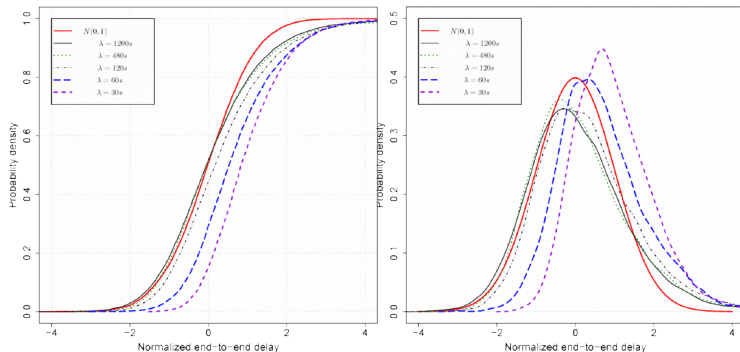 N(0,1)
λ = 1200s
λ = 480s
λ = 120s
λ = 60s
λ = 30s
Probability density
0.0
0.2
0.4
0.6
0.8
1.0
−4
−2
0
2
4
Normalized end−to−end delay
N(0,1)
λ = 1200s
λ = 480s
λ = 120s
λ = 60s
λ = 30s
Probability density
0.0
0.1
0.2
0.3
0.4
0.5
−4
−2
0
2
4
Normalized end−to−end delay